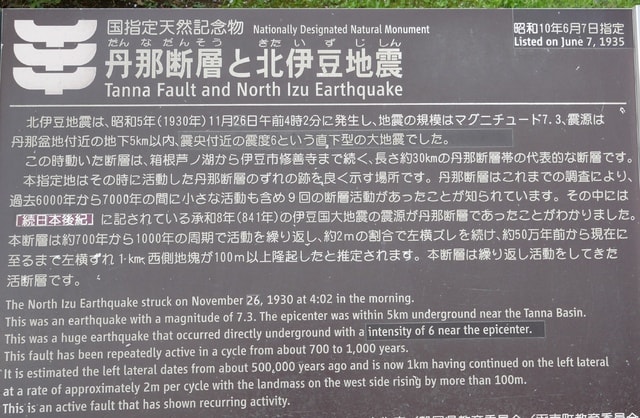 国指定天然記念物 Nationally Designated Natural Monument
昭和10年6月7日指定
Listed on June 7, 1935
たんなだんそう きたいずじしん
丹那断層と北伊豆地震
Tanna Fault and North Izu Earthquake
北伊豆地震は、昭和5年(1930年)11月26日午前4時2分に発生し、地震の規模はマグニチュード7.3、震源は
丹那盆地付近の地下5km以内、震央付近の震度6という直下型の大地震でした。
この時動いた断層は、箱根芦ノ湖から伊豆市修善寺まで続く、長さ約30kmの丹那断層帯の代表的な断層です。
本指定地はその時に活動した丹那断層のずれの跡を良く示す場所です。丹那断層はこれまでの調査により、
過去6000年から7000年の間に小さな活動も含め9回の断層活動があったことが知られています。その中には
『続日本後紀』に記されている承和8年(841年)の伊豆国大地震の震源が丹那断層であったことがわかりました。
本断層は約700年から1000年の周期で活動を繰り返し、約2mの割合で左横ズレを続け、約50万年前から現在に
至るまで左横ずれ1km、西側地塊が100m以上隆起したと推定されます。本断層は繰り返し活動をしてきた
活断層です。
The North Izu Earthquake struck on November 26, 1930 at 4:02 in the morning.
This was an earthquake with a magnitude of 7.3. The epicenter was within 5km underground near the Tanna Basin.
This was a huge earthquake that occurred directly underground with a intensity of 6 near the epicenter.
This fault has been repeatedly active in a cycle from about 700 to 1,000 years.
It is estimated the left lateral dates from about 500,000 years ago and is now 1km having continued on the left lateral
at a rate of approximately 2m per cycle with the landmass on the west side rising by more than 100m.
This is an active fault that has shown recurring activity.